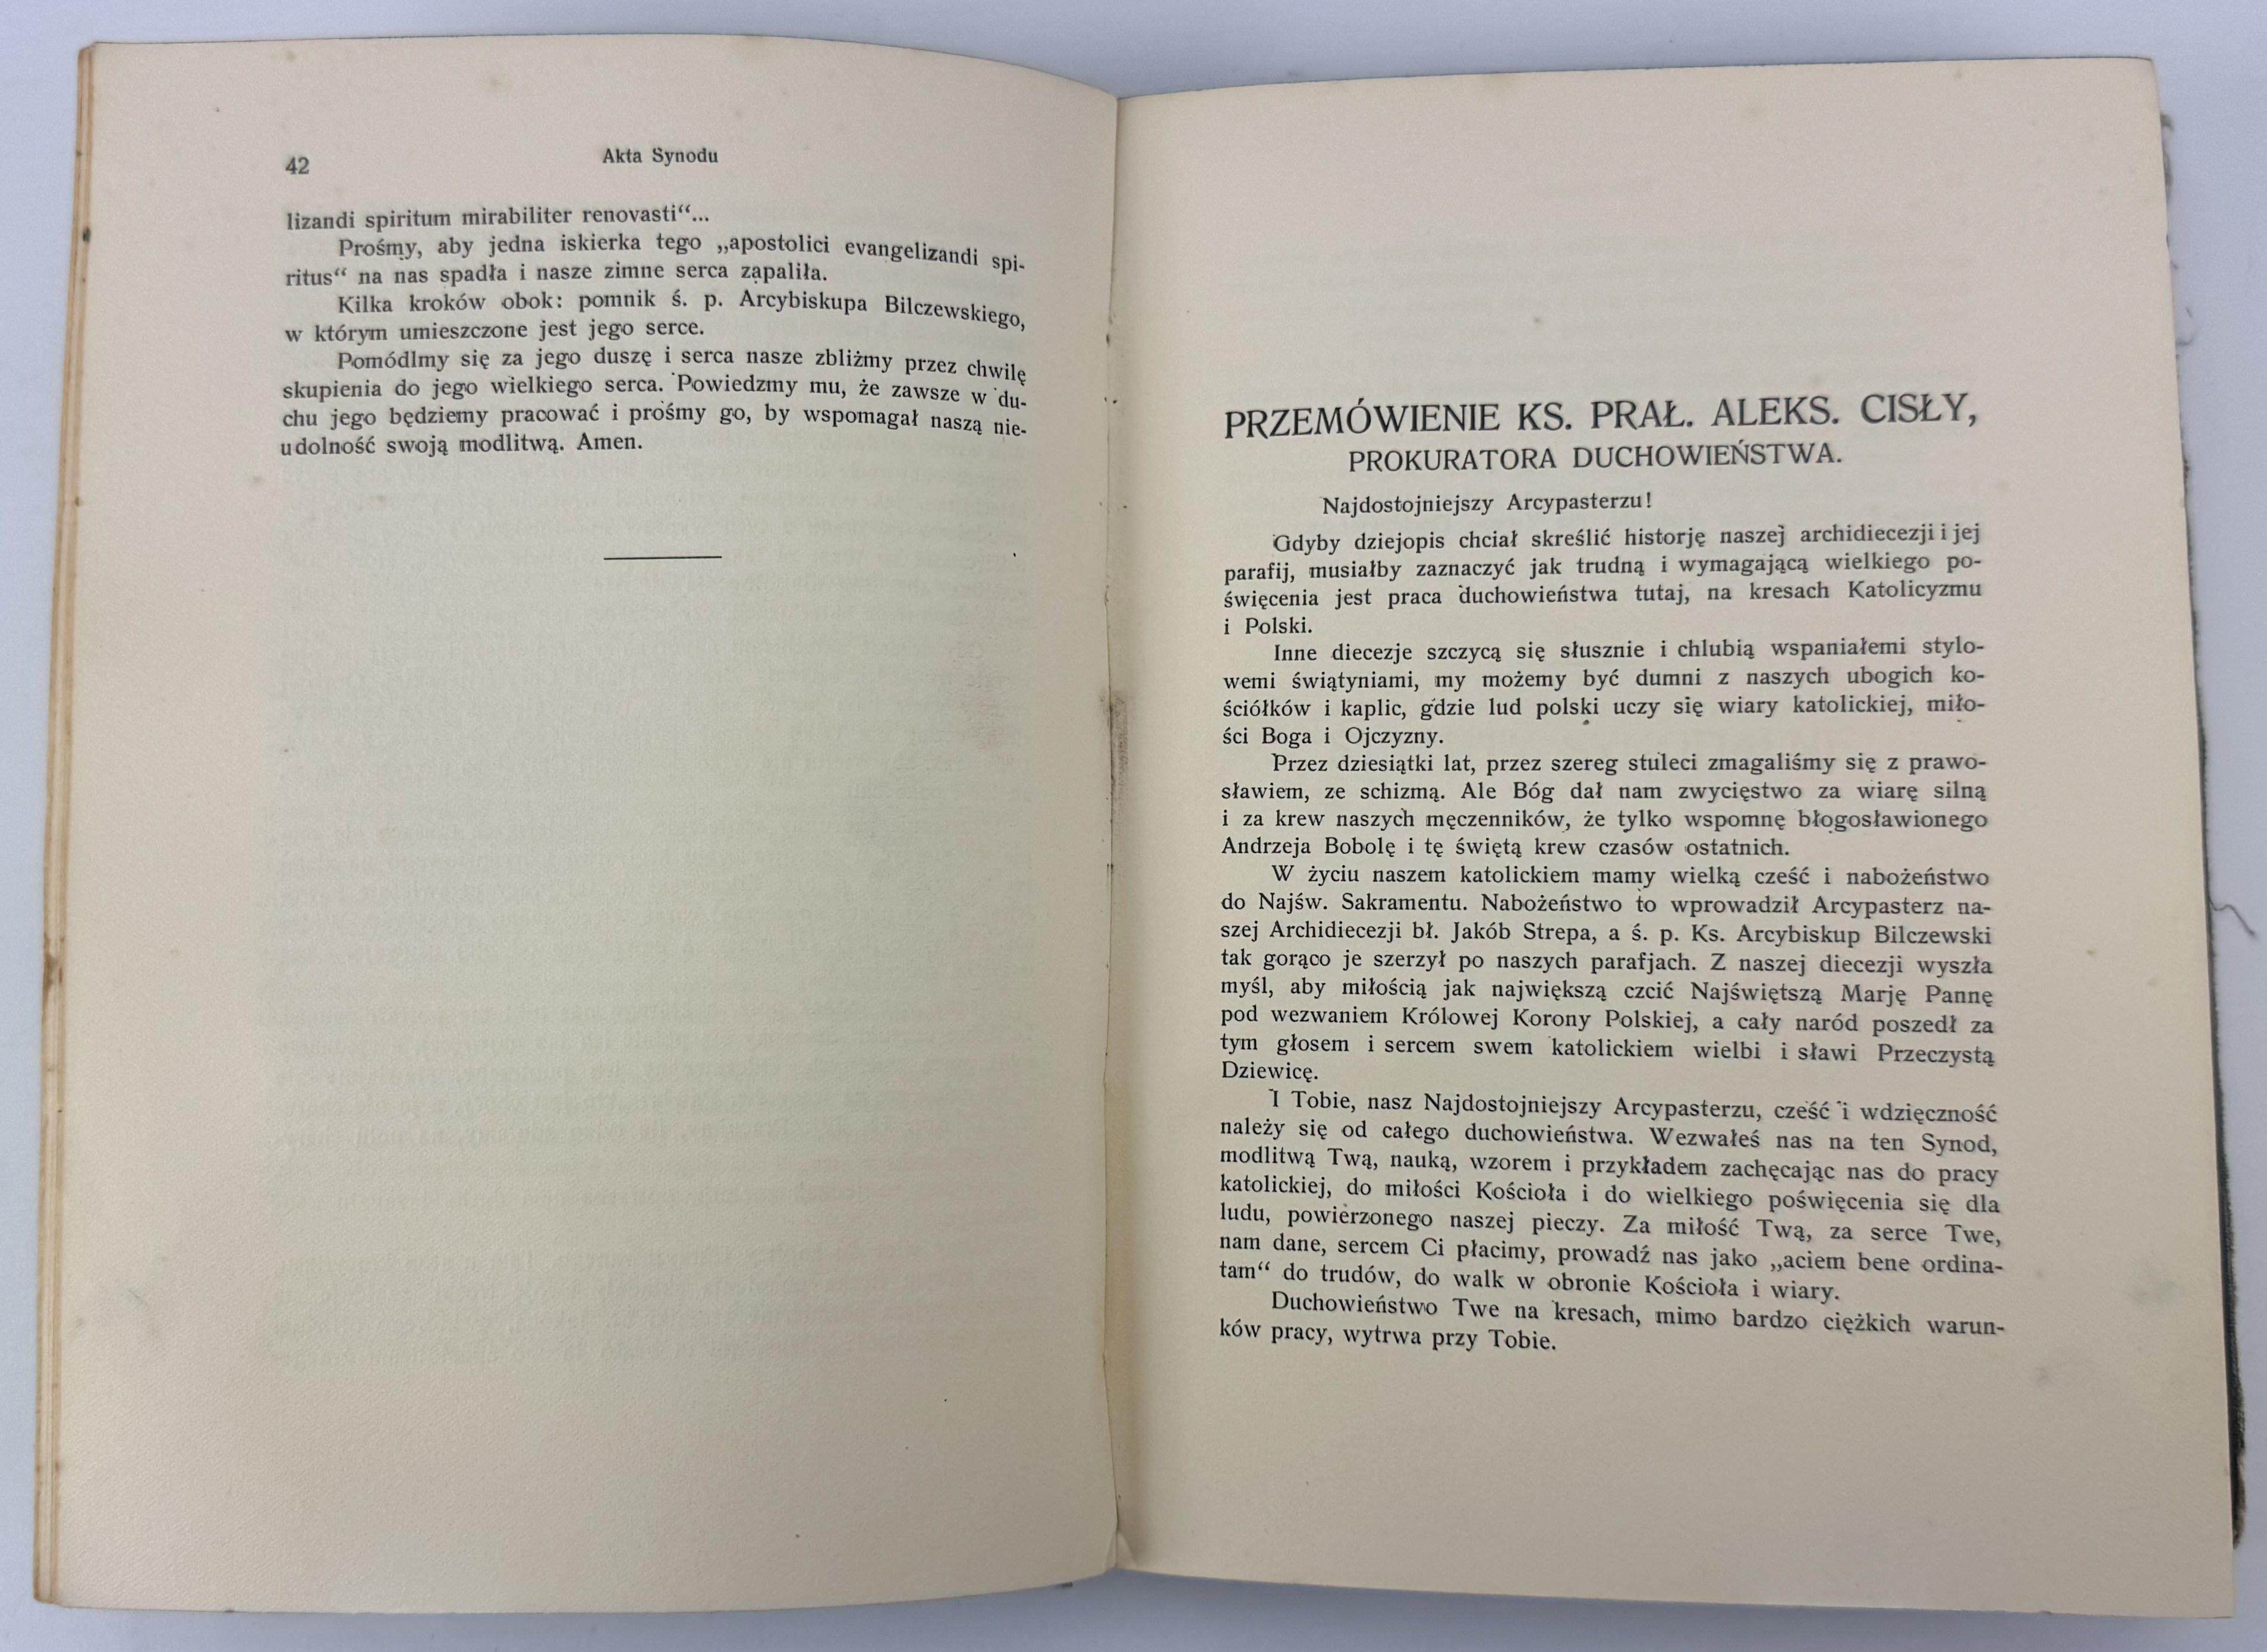 42
Akta Synodu
lizandi spiritum mirabiliter renovasti“...
Prośmy, aby jedna iskierka tego „apostolici evangelizandi spi-
ritus“ na nas spadła i nasze zimne serca zapaliła.
Kilka kroków obok: pomnik ś. p. Arcybiskupa Bilczewskiego,
w którym umieszczone jest jego serce.
Pomódlmy się za jego duszę i serca nasze zbliżmy przez chwilę
skupienia do jego wielkiego serca. Powiedzmy mu, że zawsze w du-
chu jego będziemy pracować i prośmy go, by wspomagał naszą nie-
udolność swoją modlitwą. Amen.
PRZEMÓWIENIE KS. PRAŁ. ALEKS. CISŁY,
PROKURATORA DUCHOWIEŃSTWA.
Najdostojniejszy Arcypasterzu!
Gdyby dziejopis chciał skreślić historję naszej archidiecezji i jej
parafij, musiałby zaznaczyć jak trudną i wymagającą wielkiego po-
święcenia jest praca duchowieństwa tutaj, na kresach Katolicyzmu
i Polski.
Inne diecezje szczycą się słusznie i chlubią wspaniałemi stylo-
wemi świątyniami, my możemy być dumni z naszych ubogich ko-
ściółków i kaplic, gdzie lud polski uczy się wiary katolickiej, miło-
ści Boga i Ojczyzny.
Przez dziesiątki lat, przez szereg stuleci zmagaliśmy się z prawo-
sławiem, ze schizmą. Ale Bóg dał nam zwycięstwo za wiarę silną
i za krew naszych męczenników, że tylko wspomnę błogosławionego
Andrzeja Bobolę i tę świętą krew czasów ostatnich.
W życiu naszem katolickiem mamy wielką cześć i nabożeństwo
do Najśw. Sakramentu. Nabożeństwo to wprowadził Arcypasterz na-
szej Archidiecezji bł. Jakób Strepa, a ś. p. Ks. Arcybiskup Bilczewski
tak gorąco je szerzył po naszych parafjach. Z naszej diecezji wyszła
myśl, aby miłością jak największą czcić Najświętszą Marję Pannę
pod wezwaniem Królowej Korony Polskiej, a cały naród poszedł za
tym głosem i sercem swem katolickiem wielbi i sławi Przeczystą
Dziewicę.
I Tobie, nasz Najdostojniejszy Arcypasterzu, cześć i wdzięczność
należy się od całego duchowieństwa. Wezwałeś nas na ten Synod,
modlitwą Twą, nauką, wzorem i przykładem zachęcając nas do pracy
katolickiej, do miłości Kościoła i do wielkiego poświęcenia się dla
ludu, powierzonego naszej pieczy. Za miłość Twą, za serce Twe,
nam dane, sercem Ci płacimy, prowadź nas jako „aciem bene ordina-
tam“ do trudów, do walk w obronie Kościoła i wiary.
Duchowieństwo Twe na kresach, mimo bardzo ciężkich warun-
ków pracy, wytrwa przy Tobie.